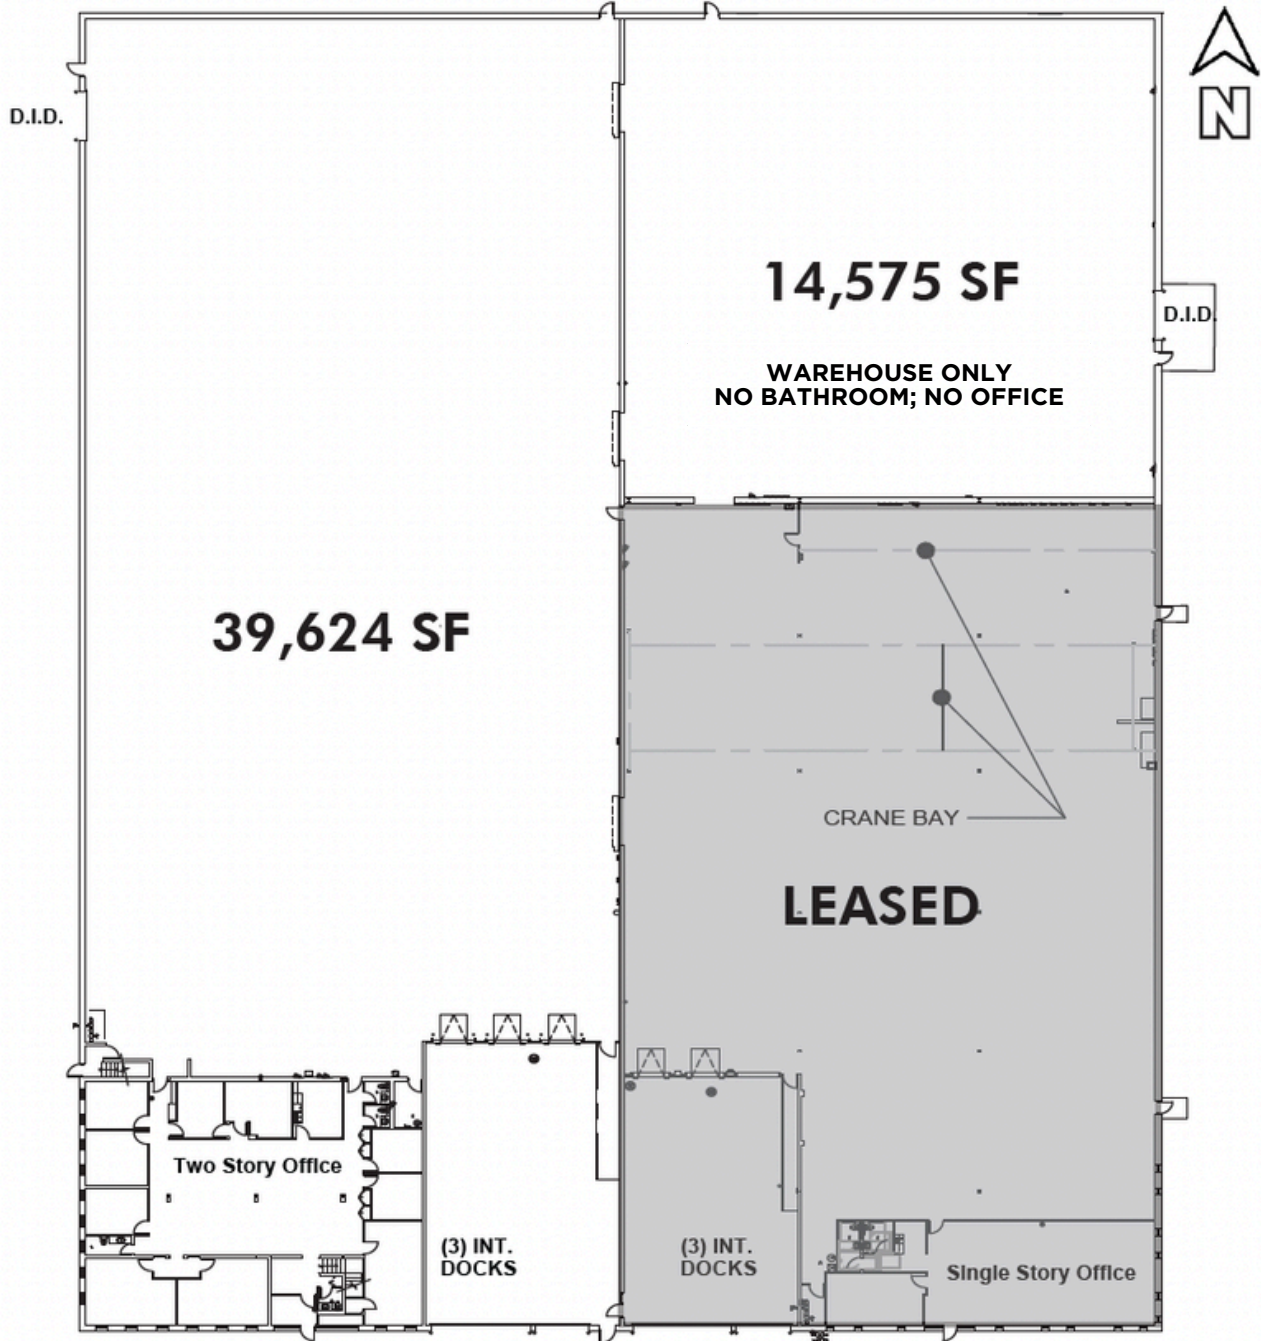 N
D.I.D.
14,575 SF
D.I.D.
WAREHOUSE ONLY
NO BATHROOM; NO OFFICE
39,624 SF
CRANE BAY
LEASED
Two Story Office
(3) INT.
DOCKS
(3) INT.
DOCKS
Single Story Office